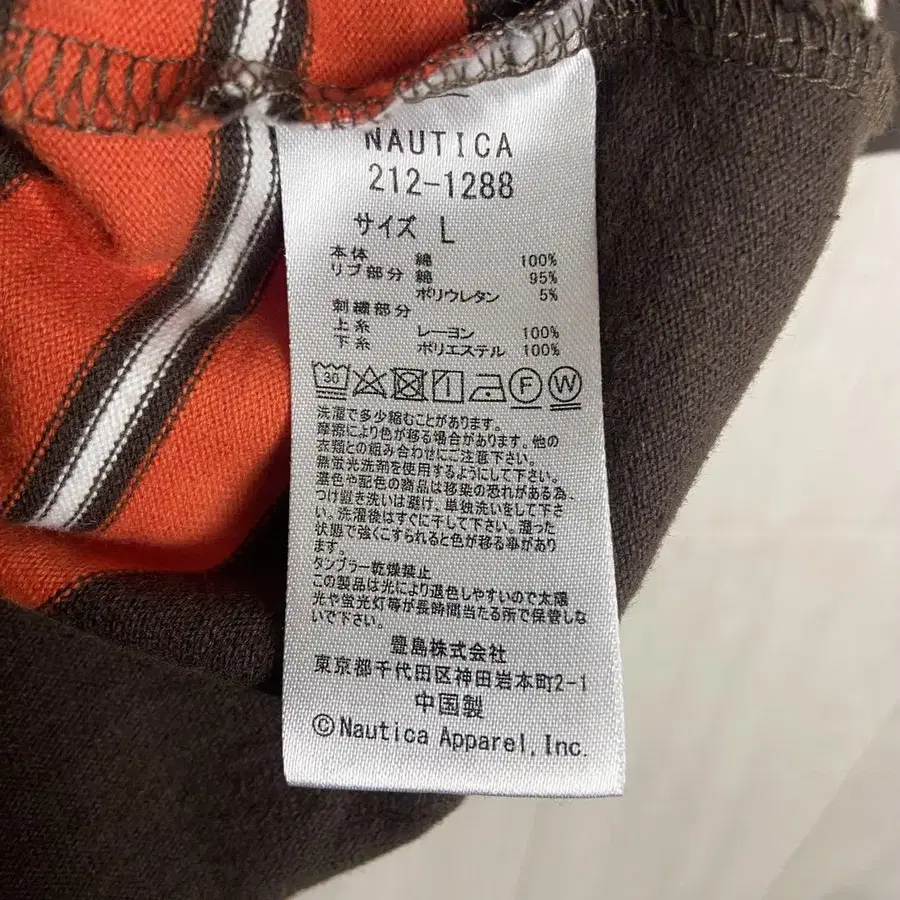 NAUTICA
212-1288
サイズ L
本体 綿 100%
リブ部分 綿 95%
ポリウレタン 5%
刺繍部分
上糸 レーヨン 100%
下糸 ポリエステル 100%
30 F W
洗濯で多少縮むことがあります。
摩擦により色が移る場合があります。他の
衣類との組み合わせにご注意下さい。
無蛍光洗剤を使用するようにして下さい。
濃色や配色の商品は移染の恐れがある為、
つけ置き洗いは避け、単独洗いをして下さ
い。洗濯後はすぐに干して下さい。湿った
状態で強くこすられると色が移る事があり
ます。
タンブラー乾燥禁止
この製品は光により退色しやすいので太陽
光や蛍光灯等が長時間当たる所で保管しな
いで下さい。
豊島株式会社
東京都千代田区神田岩本町2-1
中国製
©Nautica Apparel,Inc.